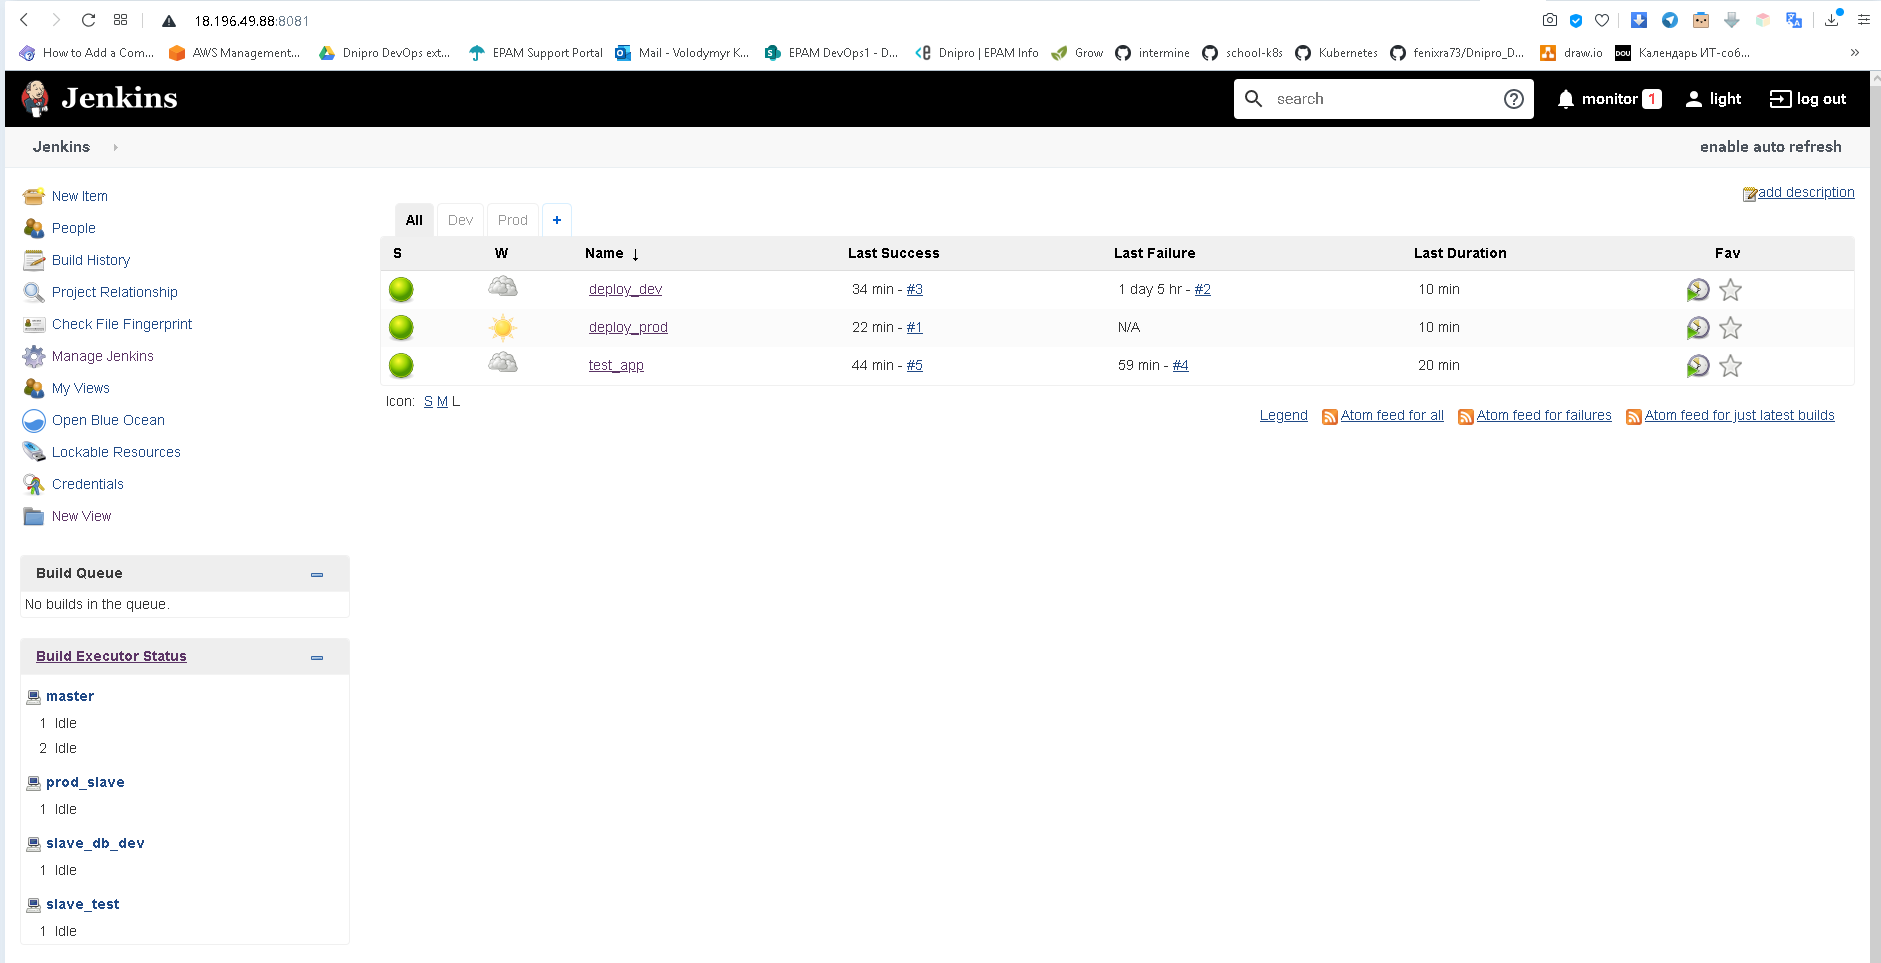 18.196.49.88:8081
How to Add a Com... AWS Management... Dnipro DevOps ext... EPAM Support Portal Mail - Volodymyr K... EPAM DevOps1 - D... Dnipro | EPAM Info Grow intermine school-k8s Kubernetes fenixra73/Dnipro_D... draw.io DOU Календарь ИТ-соб... »
Jenkins search monitor 1 light log out
Jenkins enable auto refresh
add description
New Item
People
Build History
Project Relationship
Check File Fingerprint
Manage Jenkins
My Views
Open Blue Ocean
Lockable Resources
Credentials
New View
All Dev Prod +
S W Name ↓ Last Success Last Failure Last Duration Fav
deploy_dev 34 min - #3 1 day 5 hr - #2 10 min
deploy_prod 22 min - #1 N/A 10 min
test_app 44 min - #5 59 min - #4 20 min
Icon: S M L
Legend Atom feed for all Atom feed for failures Atom feed for just latest builds
Build Queue
No builds in the queue.
Build Executor Status
master
1 Idle
2 Idle
prod_slave
1 Idle
slave_db_dev
1 Idle
slave_test
1 Idle